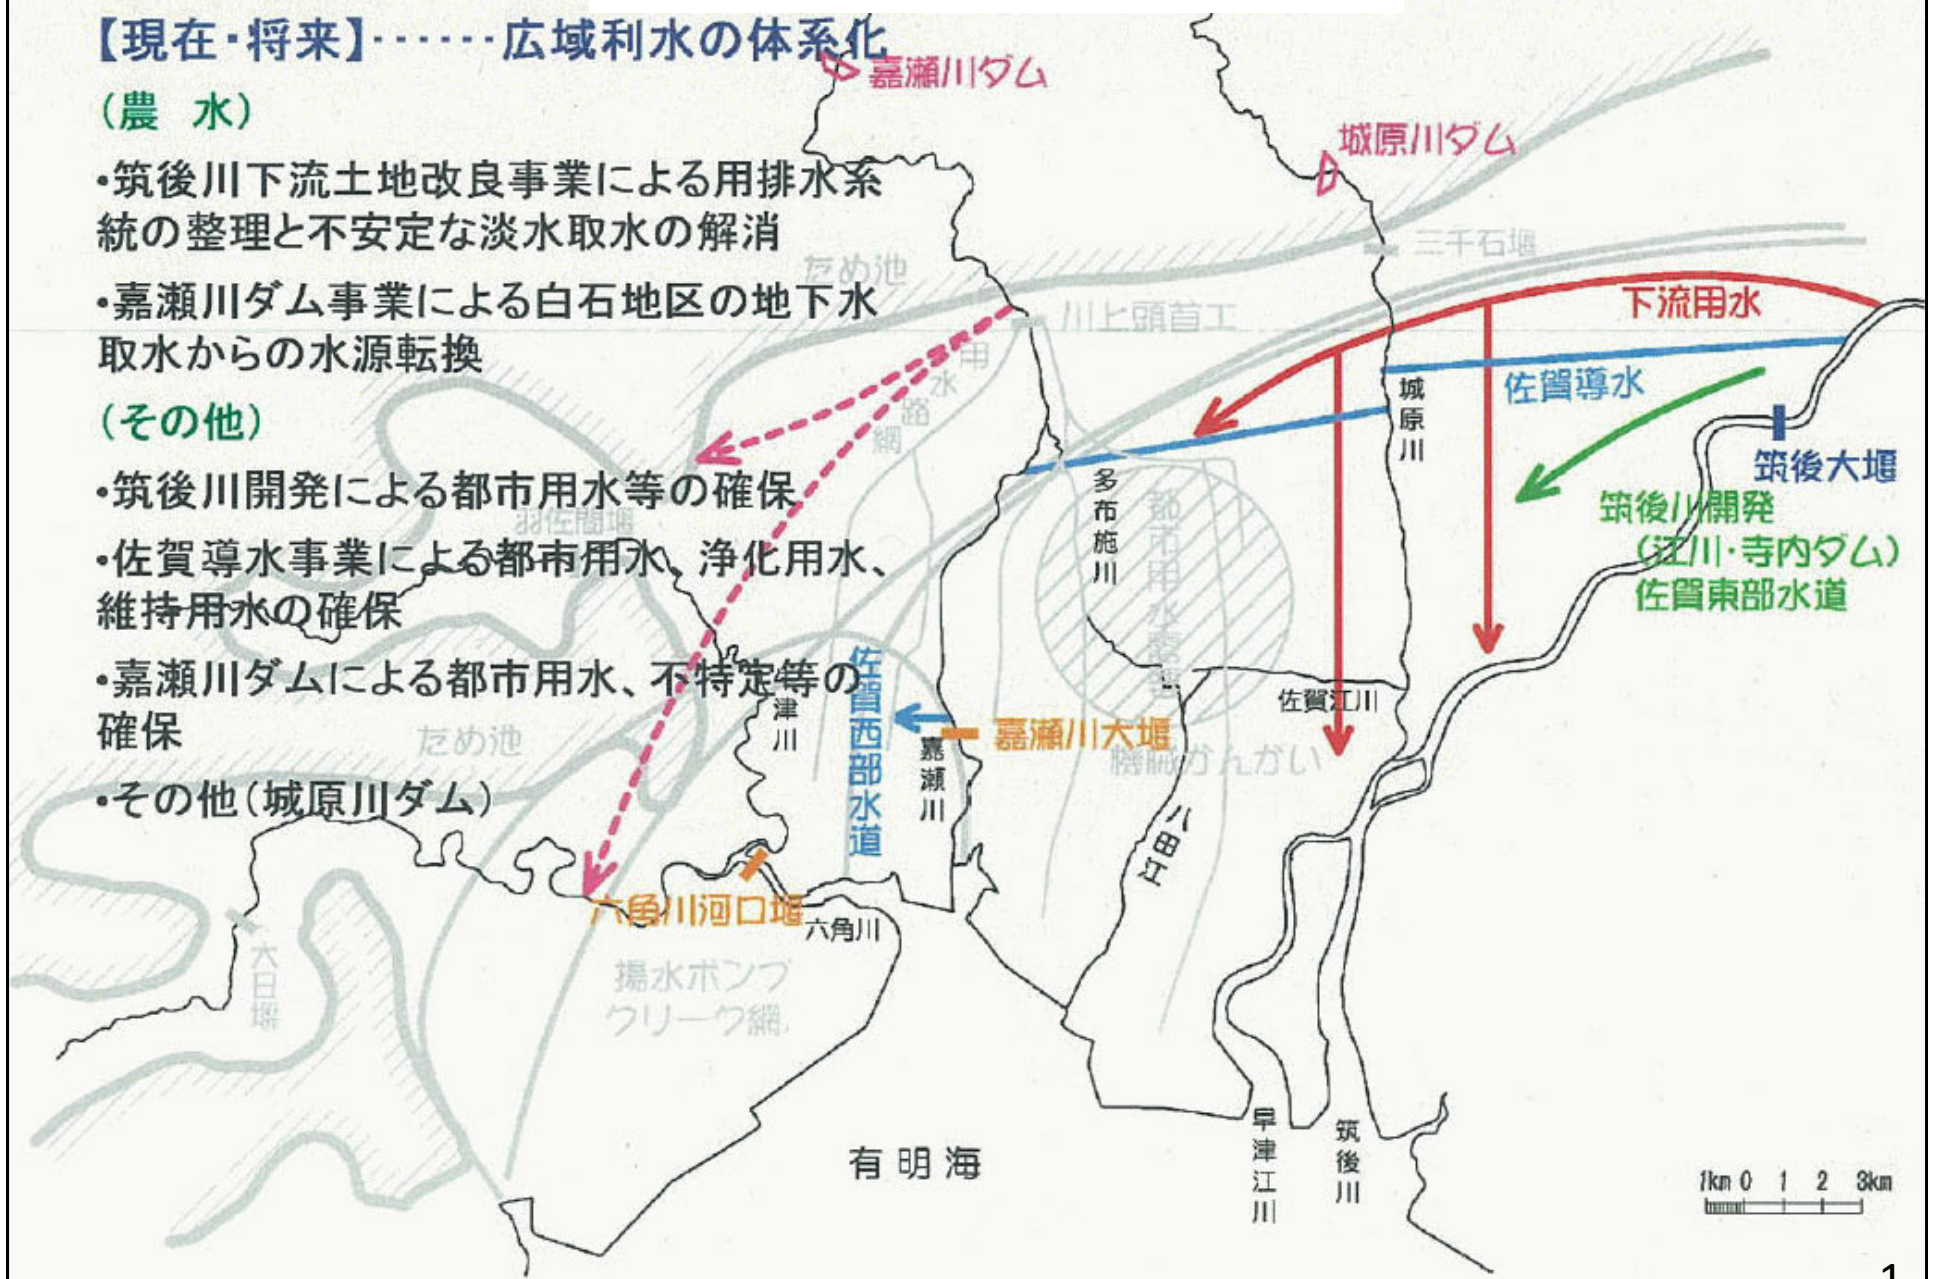 【現在・将来】‥‥‥広域利水の体系化
（農　水）
・筑後川下流土地改良事業による用排水系
統の整理と不安定な淡水取水の解消
・嘉瀬川ダム事業による白石地区の地下水
取水からの水源転換
（その他）
・筑後川開発による都市用水等の確保
・佐賀導水事業による都市用水、浄化用水、
維持用水の確保
・嘉瀬川ダムによる都市用水、不特定等の
確保
・その他（城原川ダム）
嘉瀬川ダム
城原川ダム
三千石堰
ため池
川上頭首工
用水路網
下流用水
佐賀導水
城原川
筑後大堰
筑後川開発
（江川・寺内ダム）
佐賀東部水道
多布施川
羽佐間堰
佐賀江川
佐賀西部水道
津川
嘉瀬川
嘉瀬川大堰
機械かんがい
ため池
八田江
六角川河口堰
六角川
大日堰
揚水ポンプ
クリーク網
有明海
早津江川
筑後川
1km 0 1 2 3km
1